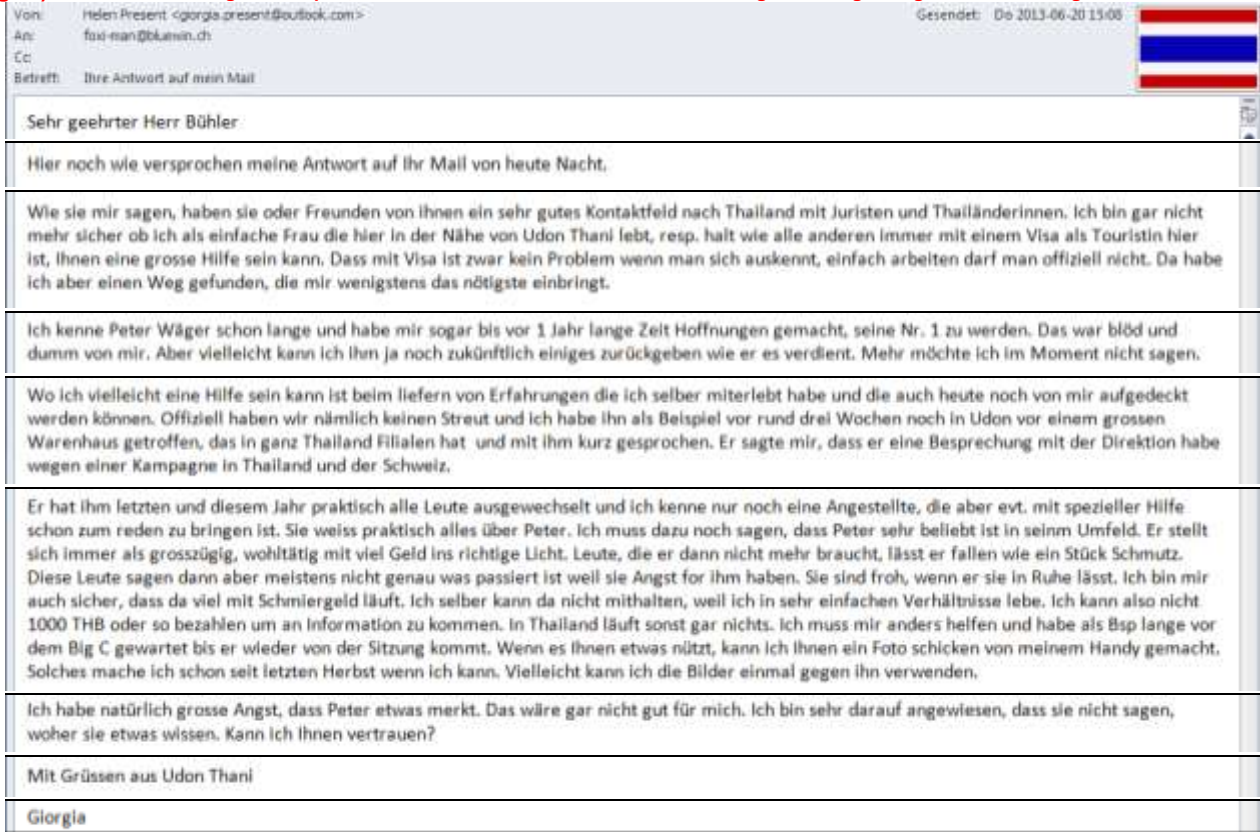 Von: Helen Present <giorgia.present@outlook.com> Gesendet: Do 2013-06-20 15:08
An: foxi-man@bluewin.ch
Cc:
Betreff: Ihre Antwort auf mein Mail
Sehr geehrter Herr Bühler
Hier noch wie versprochen meine Antwort auf Ihr Mail von heute Nacht.
Wie sie mir sagen, haben sie oder Freunden von ihnen ein sehr gutes Kontaktfeld nach Thailand mit Juristen und Thailänderinnen. Ich bin gar nicht
mehr sicher ob ich als einfache Frau die hier in der Nähe von Udon Thani lebt, resp. halt wie alle anderen immer mit einem Visa als Touristin hier
ist, Ihnen eine grosse Hilfe sein kann. Dass mit Visa ist zwar kein Problem wenn man sich auskennt, einfach arbeiten darf man offiziell nicht. Da habe
ich aber einen Weg gefunden, die mir wenigstens das nötigste einbringt.
Ich kenne Peter Wäger schon lange und habe mir sogar bis vor 1 Jahr lange Zeit Hoffnungen gemacht, seine Nr. 1 zu werden. Das war blöd und
dumm von mir. Aber vielleicht kann ich ihm ja noch zukünftlich einiges zurückgeben wie er es verdient. Mehr möchte ich im Moment nicht sagen.
Wo ich vielleicht eine Hilfe sein kann ist beim liefern von Erfahrungen die ich selber miterlebt habe und die auch heute noch von mir aufgedeckt
werden können. Offiziell haben wir nämlich keinen Streut und ich habe ihn als Beispiel vor rund drei Wochen noch in Udon vor einem grossen
Warenhaus getroffen, das in ganz Thailand Filialen hat und mit ihm kurz gesprochen. Er sagte mir, dass er eine Besprechung mit der Direktion habe
wegen einer Kampagne in Thailand und der Schweiz.
Er hat ihm letzten und diesem Jahr praktisch alle Leute ausgewechselt und ich kenne nur noch eine Angestellte, die aber evt. mit spezieller Hilfe
schon zum reden zu bringen ist. Sie weiss praktisch alles über Peter. Ich muss dazu noch sagen, dass Peter sehr beliebt ist in seinm Umfeld. Er stellt
sich immer als grosszügig, wohltätig mit viel Geld ins richtige Licht. Leute, die er dann nicht mehr braucht, lässt er fallen wie ein Stück Schmutz.
Diese Leute sagen dann aber meistens nicht genau was passiert ist weil sie Angst for ihm haben. Sie sind froh, wenn er sie in Ruhe lässt. Ich bin mir
auch sicher, dass da viel mit Schmiergeld läuft. Ich selber kann da nicht mithalten, weil ich in sehr einfachen Verhältnisse lebe. Ich kann also nicht
1000 THB oder so bezahlen um an Information zu kommen. In Thailand läuft sonst gar nichts. Ich muss mir anders helfen und habe als Bsp lange vor
dem Big C gewartet bis er wieder von der Sitzung kommt. Wenn es Ihnen etwas nützt, kann ich Ihnen ein Foto schicken von meinem Handy gemacht.
Solches mache ich schon seit letzten Herbst wenn ich kann. Vielleicht kann ich die Bilder einmal gegen ihn verwenden.
Ich habe natürlich grosse Angst, dass Peter etwas merkt. Das wäre gar nicht gut für mich. Ich bin sehr darauf angewiesen, dass sie nicht sagen,
woher sie etwas wissen. Kann ich Ihnen vertrauen?
Mit Grüssen aus Udon Thani
Giorgia